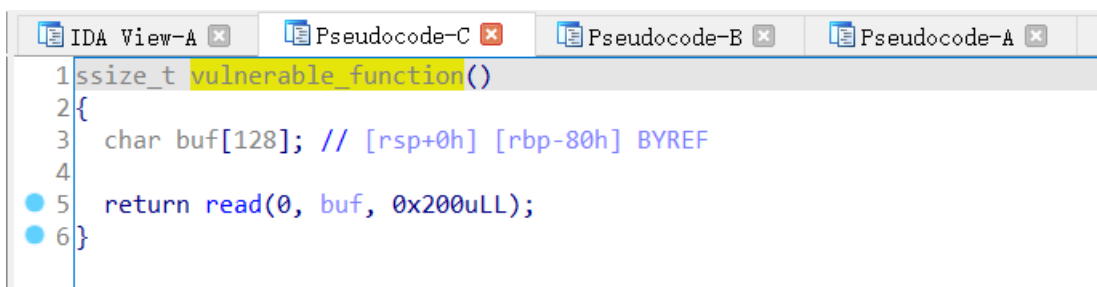 IDA View-A Pseudocode-C Pseudocode-B Pseudocode-A
1 ssize_t vulnerable_function()
2 {
3 char buf[128]; // [rsp+0h] [rbp-80h] BYREF
4
5 return read(0, buf, 0x200uLL);
6 }